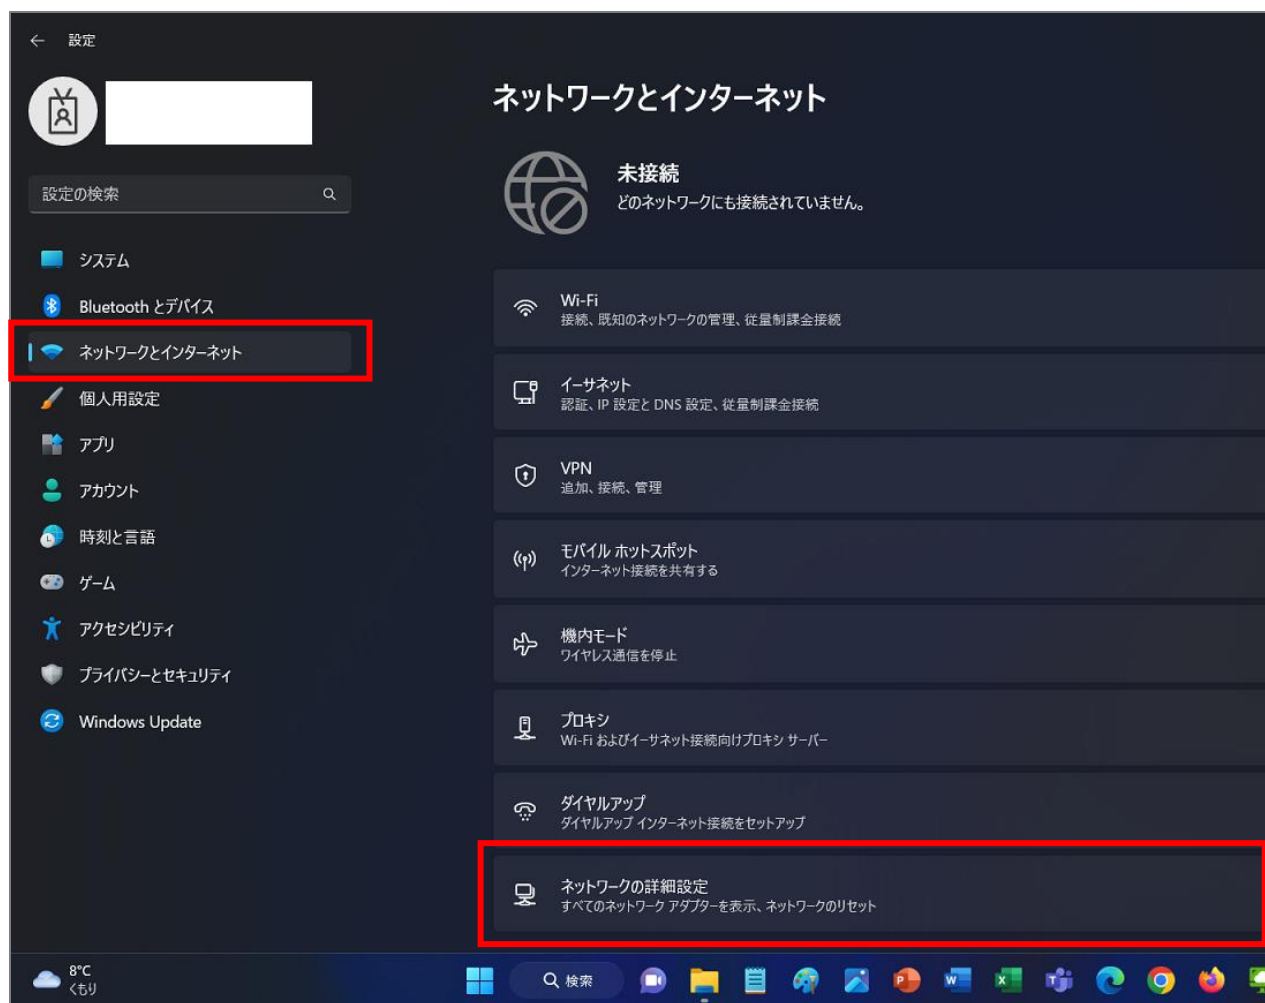 設定
設定の検索
システム
Bluetooth とデバイス
ネットワークとインターネット
個人用設定
アプリ
アカウント
時刻と言語
ゲーム
アクセシビリティ
プライバシーとセキュリティ
Windows Update
ネットワークとインターネット
未接続
どのネットワークにも接続されていません。
Wi-Fi
接続、既知のネットワークの管理、従量制課金接続
イーサネット
認証、IP 設定と DNS 設定、従量制課金接続
VPN
追加、接続、管理
モバイル ホットスポット
インターネット接続を共有する
機内モード
ワイヤレス通信を停止
プロキシ
Wi-Fi およびイーサネット接続向けプロキシ サーバー
ダイヤルアップ
ダイヤルアップ インターネット接続をセットアップ
ネットワークの詳細設定
すべてのネットワーク アダプターを表示、ネットワークのリセット
8°C
くもり
検索